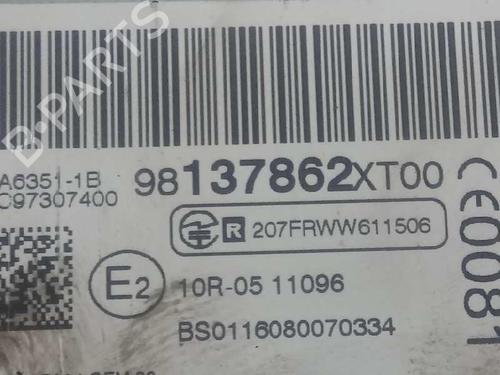 B-PARTS
A6351-1B
C97307400
98137862XT00
R 207FRWW611506
E2
10R-05 11096
BS0116080070334
CE0081